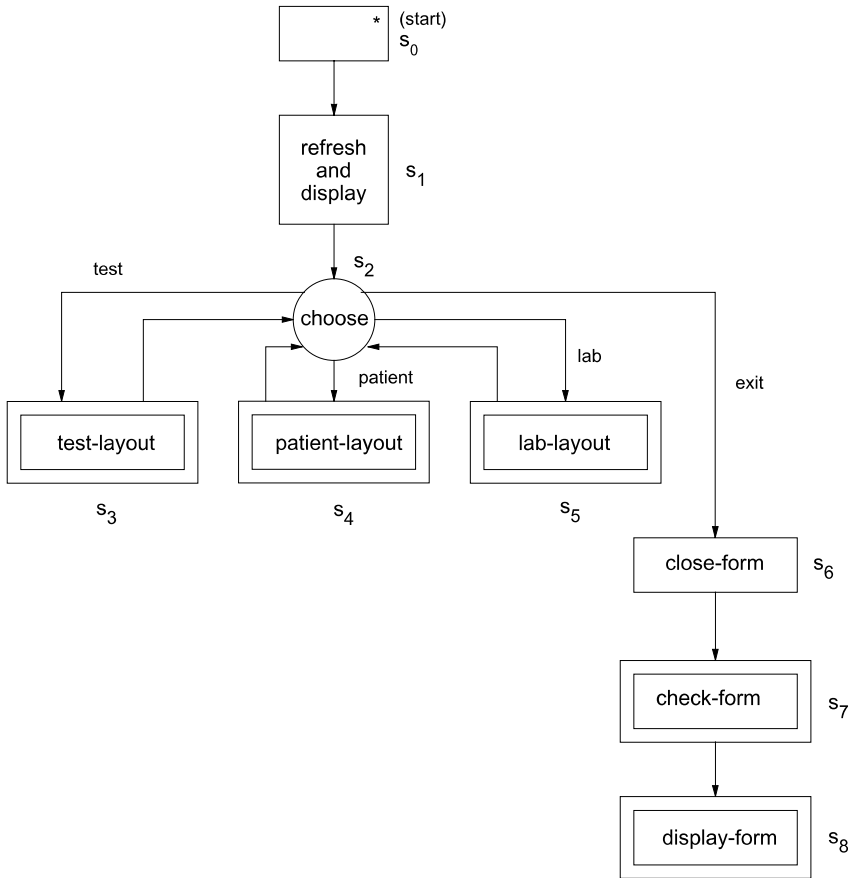 * (start)
s0
refresh
and
display
s1
s2
test
choose
lab
patient
exit
test-layout
patient-layout
lab-layout
s3
s4
s5
close-form
s6
check-form
s7
display-form
s8